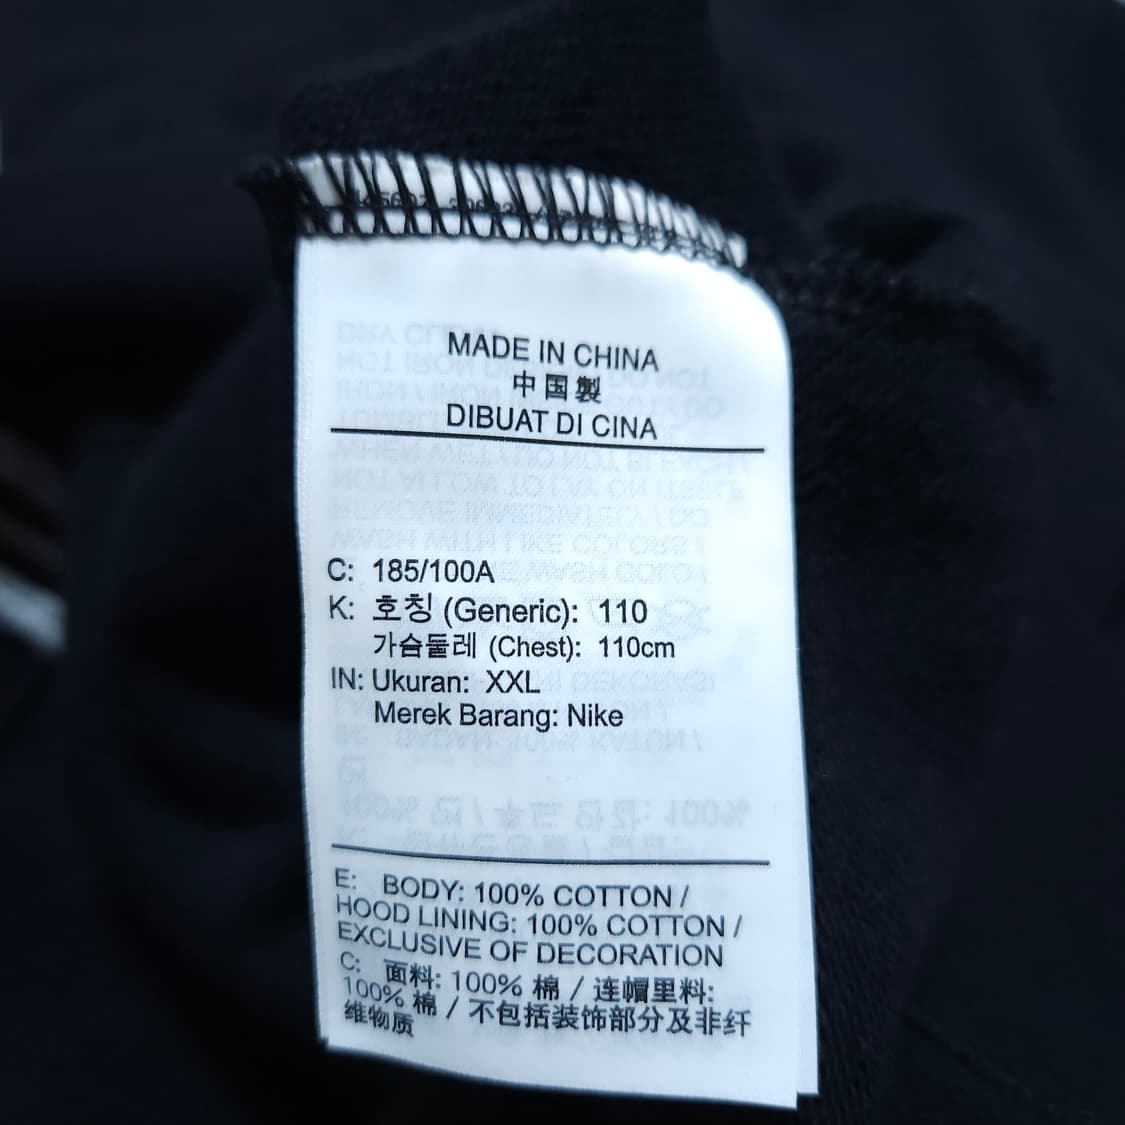 MADE IN CHINA
中国製
DIBUAT DI CINA
C: 185/100A
K: 호칭 (Generic): 110
가슴둘레 (Chest): 110cm
IN: Ukuran: XXL
Merek Barang: Nike
E: BODY: 100% COTTON /
HOOD LINING: 100% COTTON /
EXCLUSIVE OF DECORATION
C: 面料: 100% 棉 / 连帽里料:
100% 棉 / 不包括装饰部分及非纤
维物质